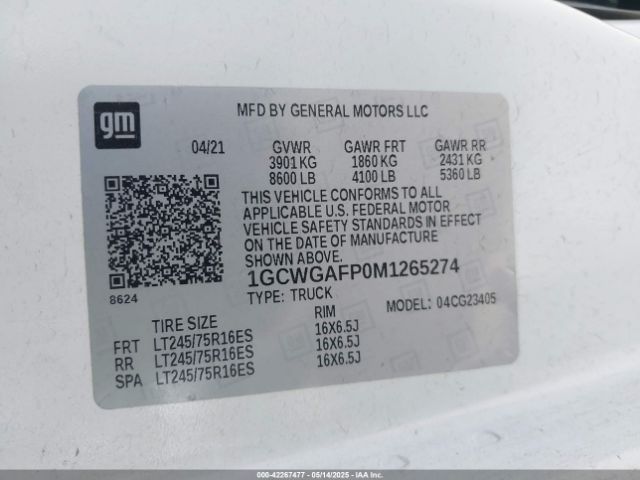 gm
MFD BY GENERAL MOTORS LLC
04/21 GVWR GAWR FRT GAWR RR
3901 KG 1860 KG 2431 KG
8600 LB 4100 LB 5360 LB
THIS VEHICLE CONFORMS TO ALL
APPLICABLE U.S. FEDERAL MOTOR
VEHICLE SAFETY STANDARDS IN EFFECT
ON THE DATE OF MANUFACTURE
SHOWN ABOVE.
1GCWGAFP0M1265274
8624
TYPE: TRUCK MODEL: 04CG23405
TIRE SIZE RIM
FRT LT245/75R16ES 16X6.5J
RR LT245/75R16ES 16X6.5J
SPA LT245/75R16ES 16X6.5J
000-42267477 - 05/14/2025 - IAAI.COM